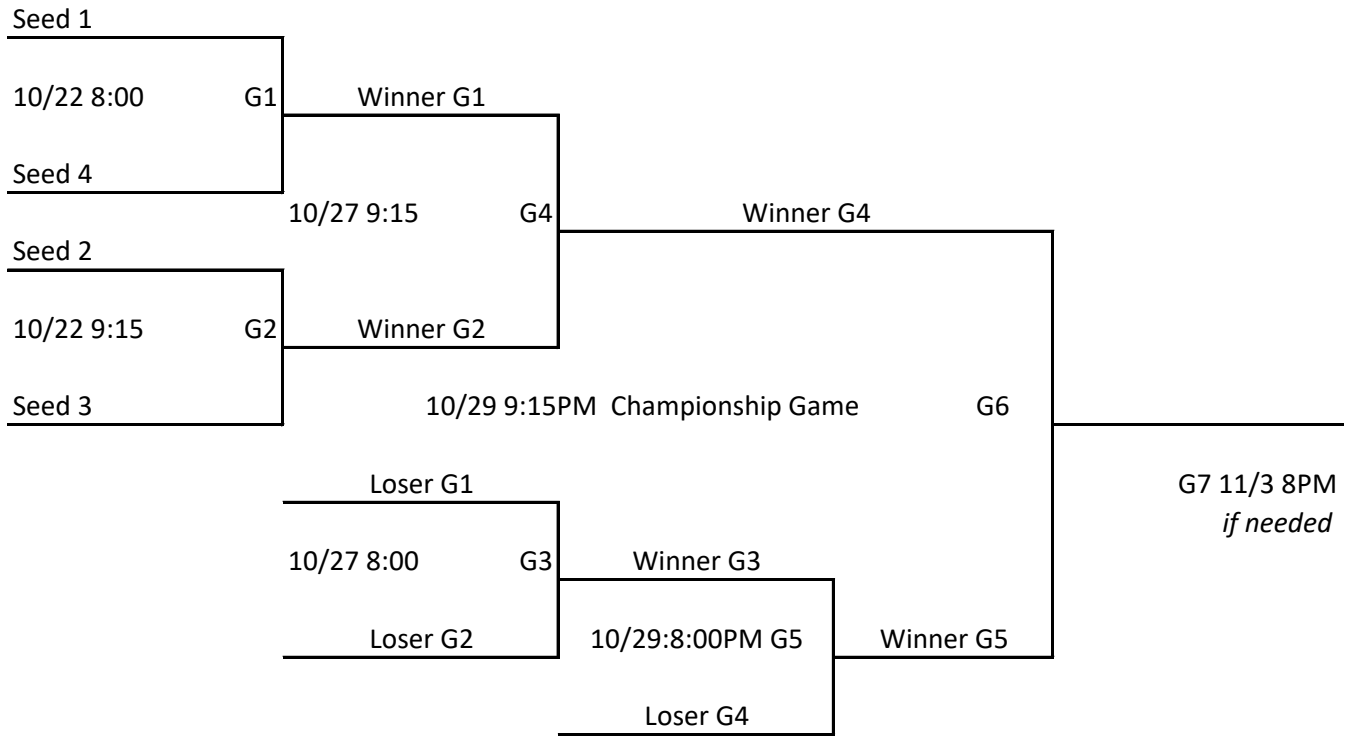 Seed 1
10/22 8:00 G1 Winner G1
Seed 4
10/27 9:15 G4 Winner G4
Seed 2
10/22 9:15 G2 Winner G2
Seed 3 10/29 9:15PM Championship Game G6
Loser G1 G7 11/3 8PM
if needed
10/27 8:00 G3 Winner G3
Loser G2 10/29:8:00PM G5 Winner G5
Loser G4